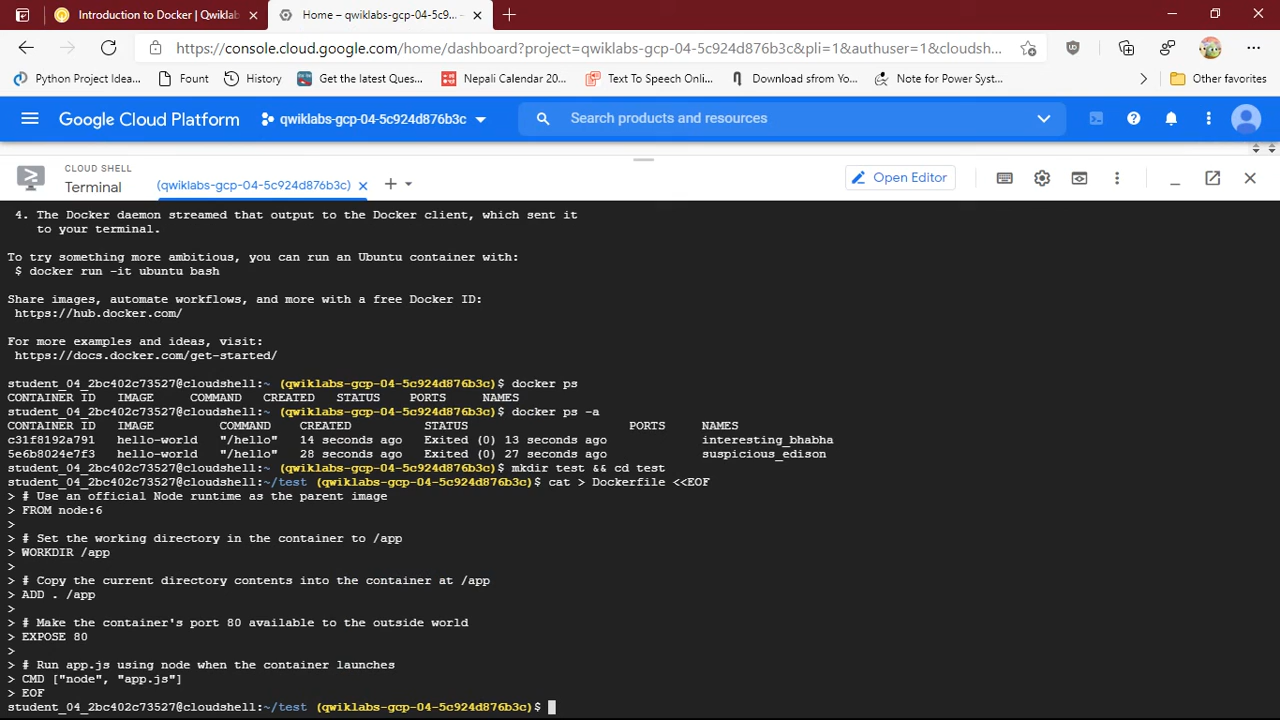 Introduction to Docker | Qwiklab
Home – qwiklabs-gcp-04-5c9...
https://console.cloud.google.com/home/dashboard?project=qwiklabs-gcp-04-5c924d876b3c&pli=1&authuser=1&cloudsh...
Python Project Idea...
Fount
History
Get the latest Ques...
Nepali Calendar 20...
Text To Speech Onli...
Download sfrom Yo...
Note for Power Syst...
Other favorites
Google Cloud Platform
qwiklabs-gcp-04-5c924d876b3c
Search products and resources
CLOUD SHELL
Terminal
(qwiklabs-gcp-04-5c924d876b3c)
Open Editor
4. The Docker daemon streamed that output to the Docker client, which sent it
to your terminal.
To try something more ambitious, you can run an Ubuntu container with:
$ docker run -it ubuntu bash
Share images, automate workflows, and more with a free Docker ID:
https://hub.docker.com/
For more examples and ideas, visit:
https://docs.docker.com/get-started/
student_04_2bc402c73527@cloudshell:~ (qwiklabs-gcp-04-5c924d876b3c)$ docker ps
CONTAINER ID   IMAGE     COMMAND   CREATED   STATUS    PORTS     NAMES
student_04_2bc402c73527@cloudshell:~ (qwiklabs-gcp-04-5c924d876b3c)$ docker ps -a
CONTAINER ID   IMAGE         COMMAND    CREATED          STATUS                      PORTS     NAMES
c31f8192a791   hello-world   "/hello"   14 seconds ago   Exited (0) 13 seconds ago             interesting_bhabha
5e6b8024e7f3   hello-world   "/hello"   28 seconds ago   Exited (0) 27 seconds ago             suspicious_edison
student_04_2bc402c73527@cloudshell:~ (qwiklabs-gcp-04-5c924d876b3c)$ mkdir test && cd test
student_04_2bc402c73527@cloudshell:~/test (qwiklabs-gcp-04-5c924d876b3c)$ cat > Dockerfile <<EOF
> # Use an official Node runtime as the parent image
> FROM node:6
>
> # Set the working directory in the container to /app
> WORKDIR /app
>
> # Copy the current directory contents into the container at /app
> ADD . /app
>
> # Make the container's port 80 available to the outside world
> EXPOSE 80
>
> # Run app.js using node when the container launches
> CMD ["node", "app.js"]
> EOF
student_04_2bc402c73527@cloudshell:~/test (qwiklabs-gcp-04-5c924d876b3c)$